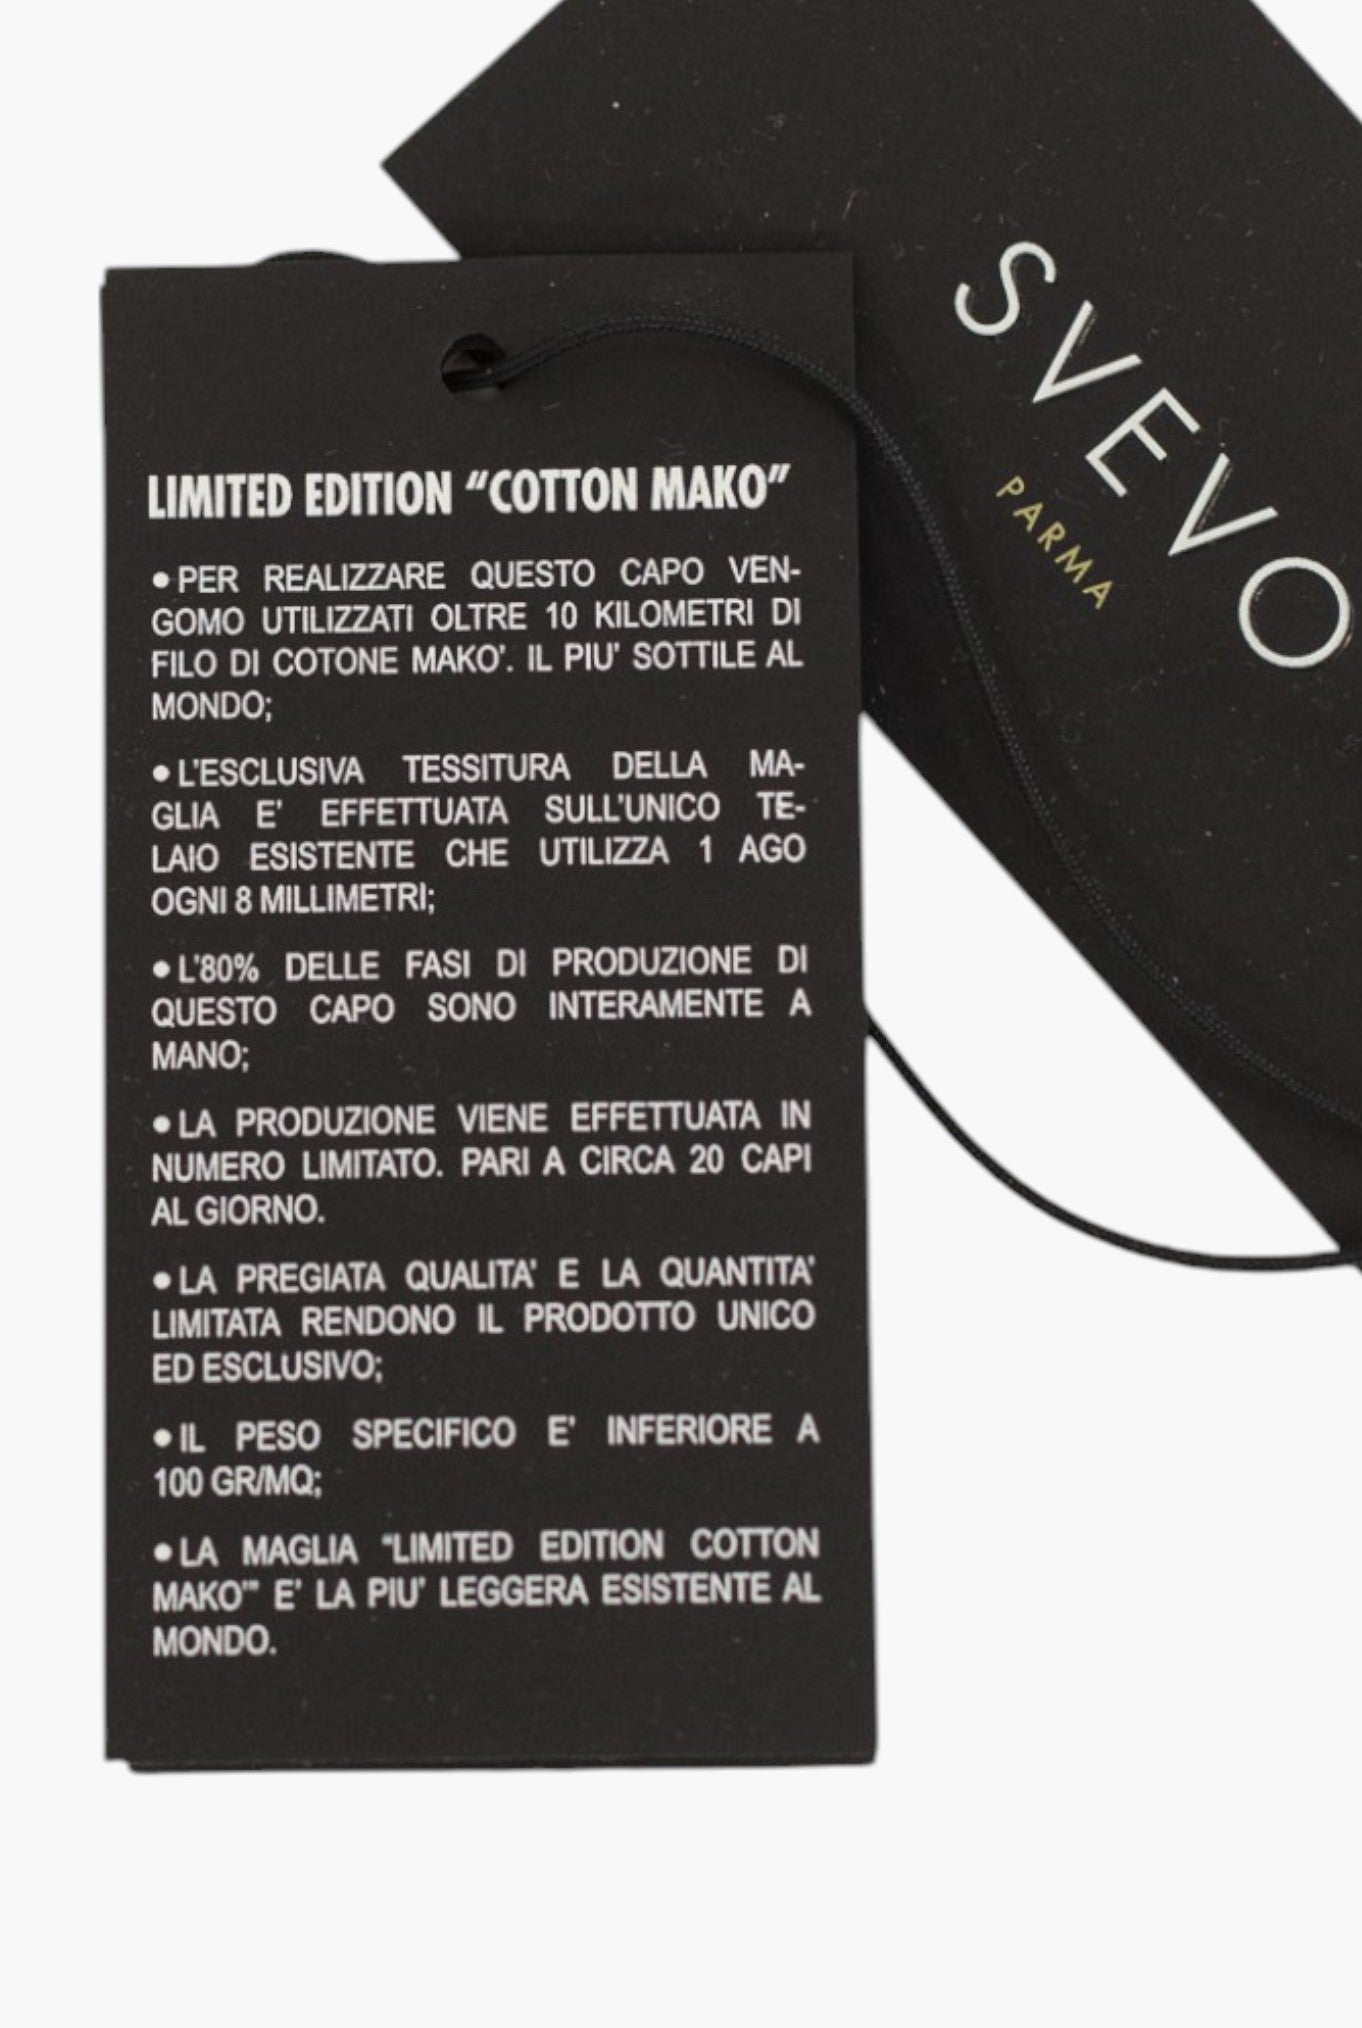 SVEVO
PARMA
LIMITED EDITION “COTTON MAKO”
•PER REALIZZARE QUESTO CAPO VEN-
GOMO UTILIZZATI OLTRE 10 KILOMETRI DI
FILO DI COTONE MAKO'. IL PIU' SOTTILE AL
MONDO;
•L'ESCLUSIVA TESSITURA DELLA MA-
GLIA E' EFFETTUATA SULL'UNICO TE-
LAIO ESISTENTE CHE UTILIZZA 1 AGO
OGNI 8 MILLIMETRI;
•L'80% DELLE FASI DI PRODUZIONE DI
QUESTO CAPO SONO INTERAMENTE A
MANO;
•LA PRODUZIONE VIENE EFFETTUATA IN
NUMERO LIMITATO. PARI A CIRCA 20 CAPI
AL GIORNO.
•LA PREGIATA QUALITA' E LA QUANTITA'
LIMITATA RENDONO IL PRODOTTO UNICO
ED ESCLUSIVO;
•IL PESO SPECIFICO E' INFERIORE A
100 GR/MQ;
•LA MAGLIA “LIMITED EDITION COTTON
MAKO'” E' LA PIU' LEGGERA ESISTENTE AL
MONDO.